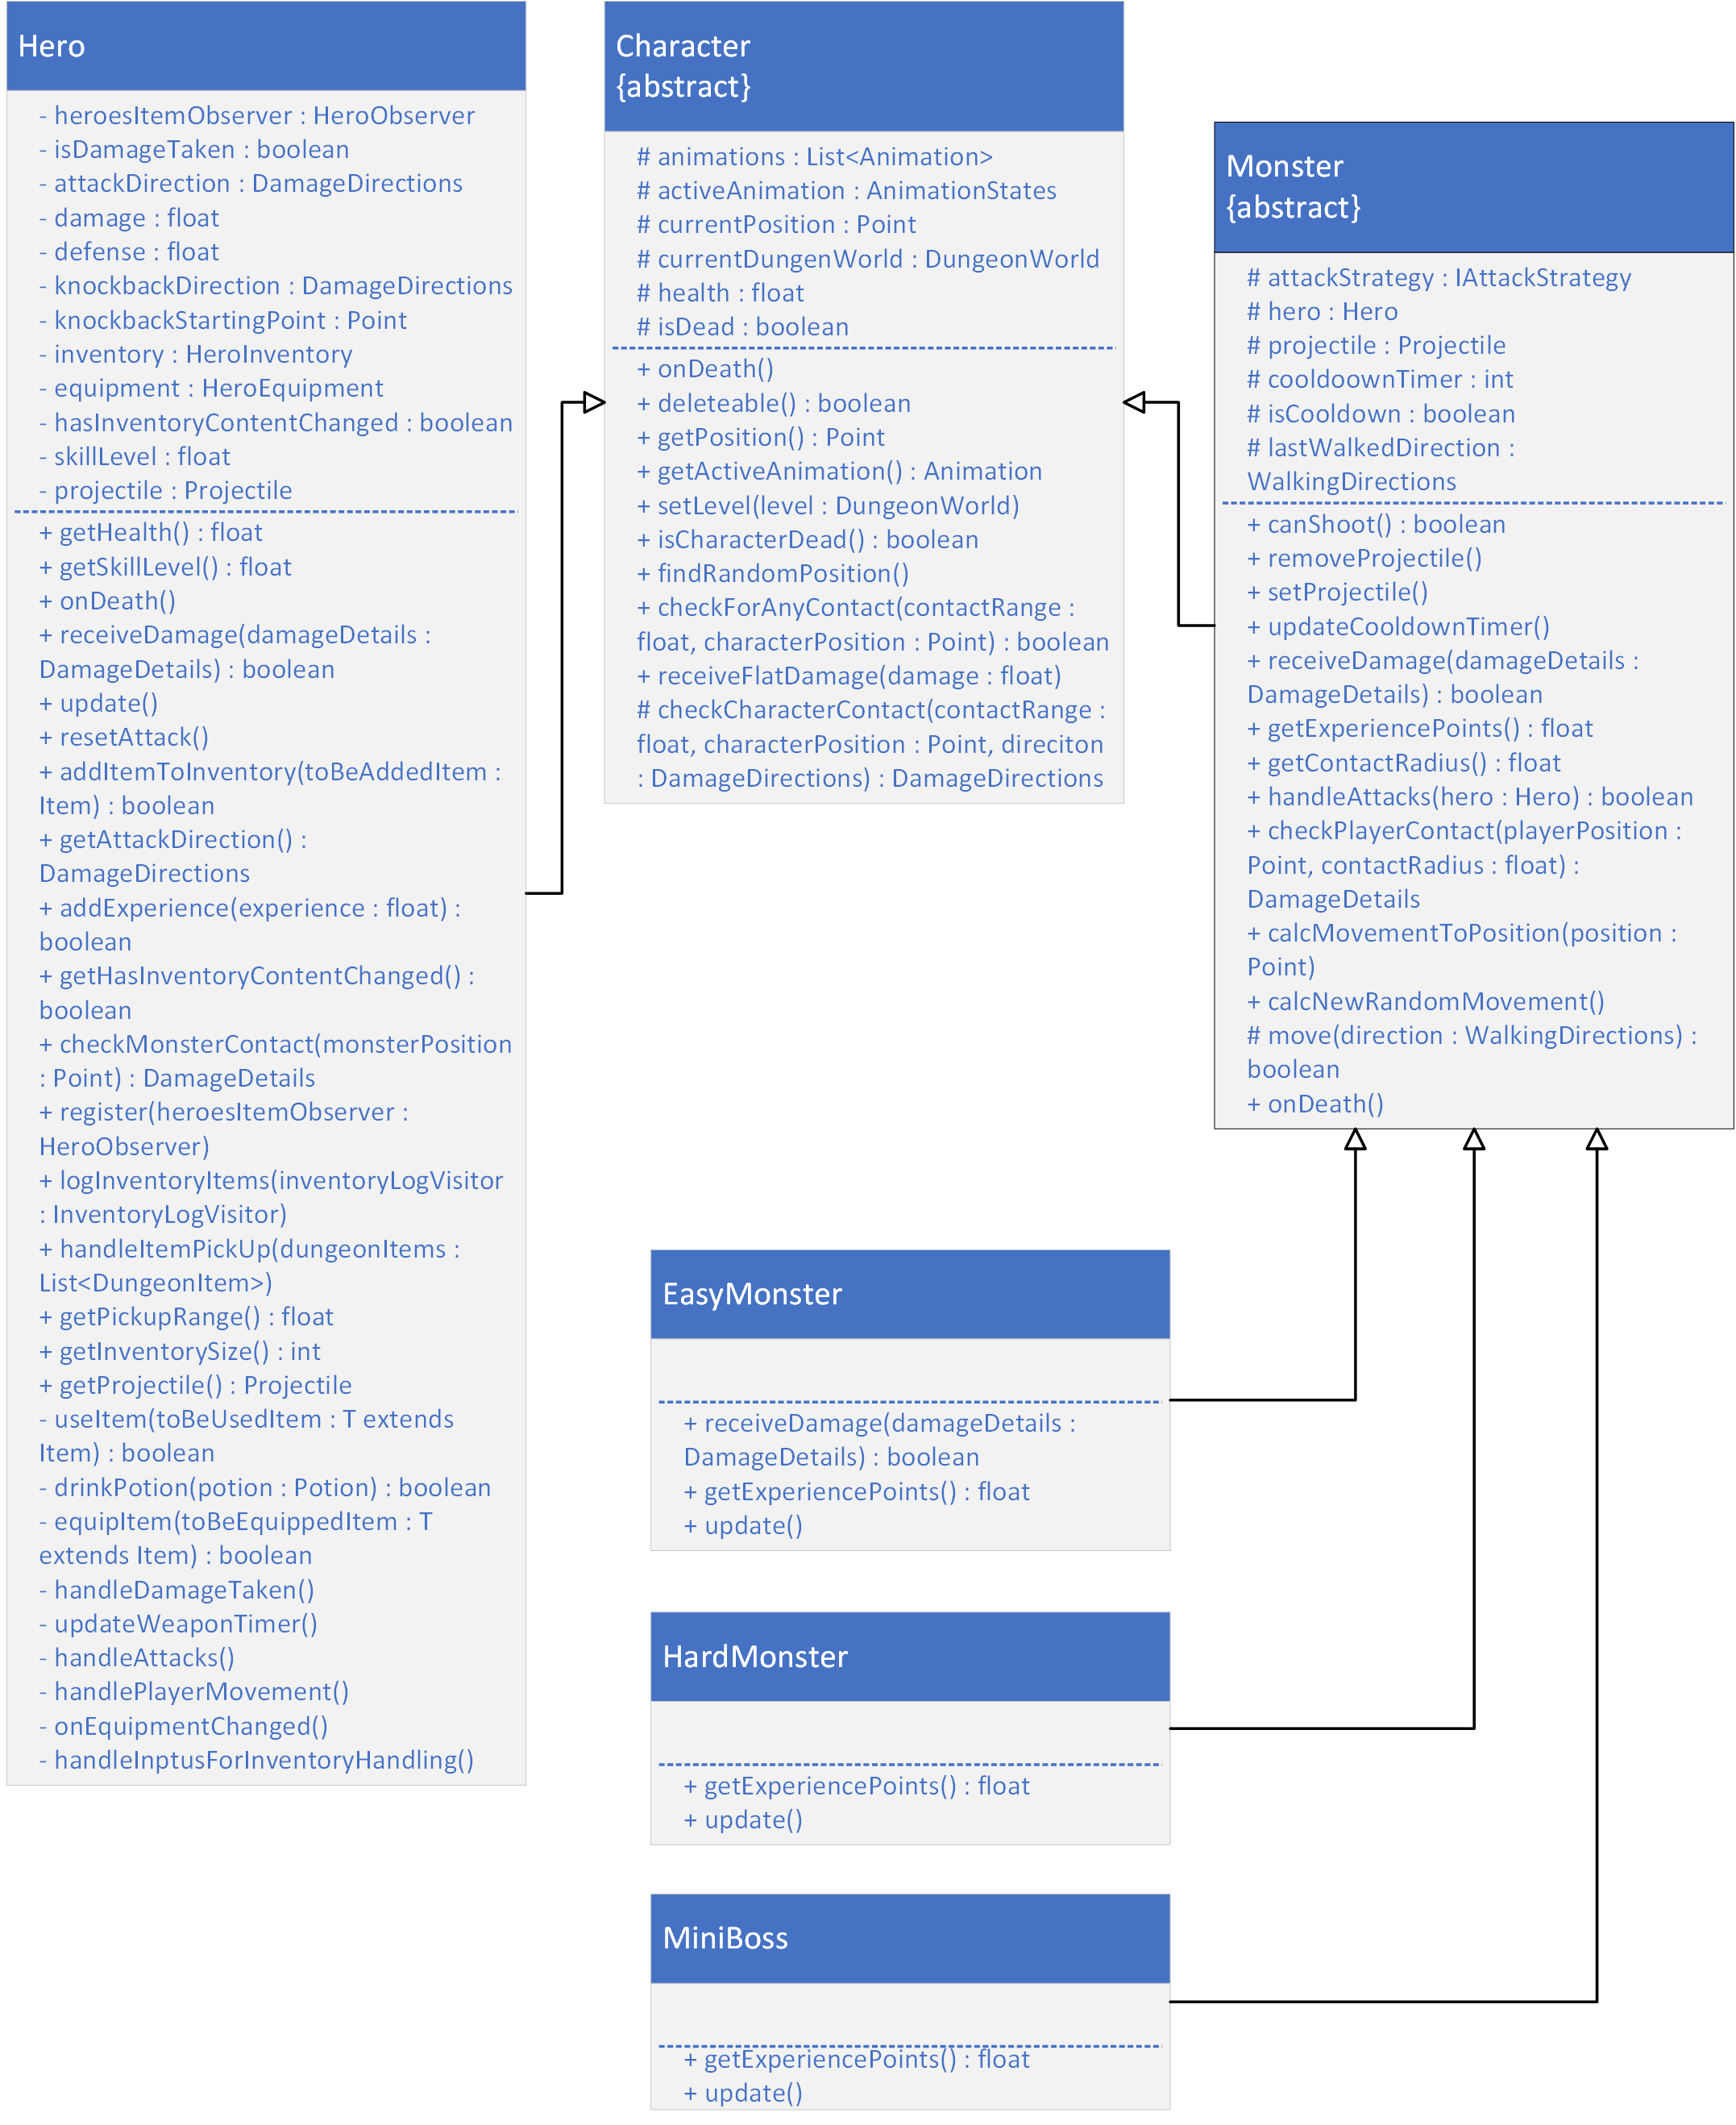 Hero
- heroesItemObserver : HeroObserver
- isDamageTaken : boolean
- attackDirection : DamageDirections
- damage : float
- defense : float
- knockbackDirection : DamageDirections
- knockbackStartingPoint : Point
- inventory : HeroInventory
- equipment : HeroEquipment
- hasInventoryContentChanged : boolean
- skillLevel : float
- projectile : Projectile
+ getHealth() : float
+ getSkillLevel() : float
+ onDeath()
+ receiveDamage(damageDetails :
DamageDetails) : boolean
+ update()
+ resetAttack()
+ addItemToInventory(toBeAddedItem :
Item) : boolean
+ getAttackDirection() :
DamageDirections
+ addExperience(experience : float) :
boolean
+ getHasInventoryContentChanged() :
boolean
+ checkMonsterContact(monsterPosition
: Point) : DamageDetails
+ register(heroesItemObserver :
HeroObserver)
+ logInventoryItems(inventoryLogVisitor
: InventoryLogVisitor)
+ handleItemPickUp(dungeonItems :
List<DungeonItem>)
+ getPickupRange() : float
+ getInventorySize() : int
+ getProjectile() : Projectile
- useItem(toBeUsedItem : T extends
Item) : boolean
- drinkPotion(potion : Potion) : boolean
- equipItem(toBeEquippedItem : T
extends Item) : boolean
- handleDamageTaken()
- updateWeaponTimer()
- handleAttacks()
- handlePlayerMovement()
- onEquipmentChanged()
- handleInptusForInventoryHandling()
Character
{abstract}
# animations : List<Animation>
# activeAnimation : AnimationStates
# currentPosition : Point
# currentDungenWorld : DungeonWorld
# health : float
# isDead : boolean
+ onDeath()
+ deleteable() : boolean
+ getPosition() : Point
+ getActiveAnimation() : Animation
+ setLevel(level : DungeonWorld)
+ isCharacterDead() : boolean
+ findRandomPosition()
+ checkForAnyContact(contactRange :
float, characterPosition : Point) : boolean
+ receiveFlatDamage(damage : float)
# checkCharacterContact(contactRange :
float, characterPosition : Point, direciton
: DamageDirections) : DamageDirections
Monster
{abstract}
# attackStrategy : IAttackStrategy
# hero : Hero
# projectile : Projectile
# cooldoownTimer : int
# isCooldown : boolean
# lastWalkedDirection :
WalkingDirections
+ canShoot() : boolean
+ removeProjectile()
+ setProjectile()
+ updateCooldownTimer()
+ receiveDamage(damageDetails :
DamageDetails) : boolean
+ getExperiencePoints() : float
+ getContactRadius() : float
+ handleAttacks(hero : Hero) : boolean
+ checkPlayerContact(playerPosition :
Point, contactRadius : float) :
DamageDetails
+ calcMovementToPosition(position :
Point)
+ calcNewRandomMovement()
# move(direction : WalkingDirections) :
boolean
+ onDeath()
EasyMonster
+ receiveDamage(damageDetails :
DamageDetails) : boolean
+ getExperiencePoints() : float
+ update()
HardMonster
+ getExperiencePoints() : float
+ update()
MiniBoss
+ getExperiencePoints() : float
+ update()